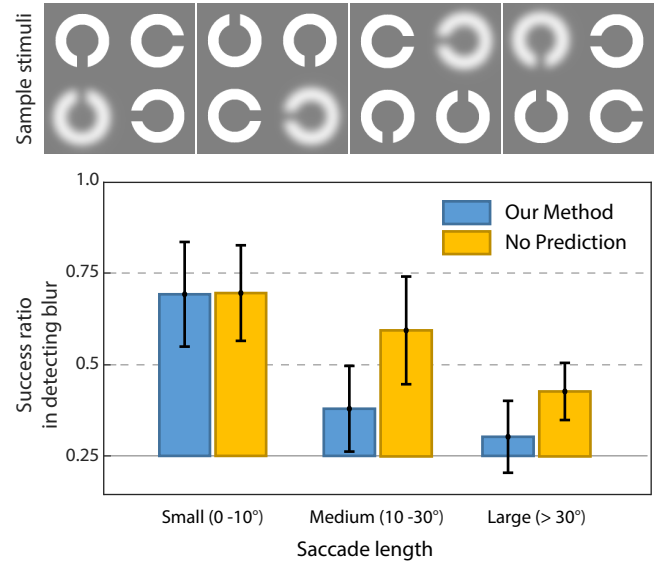 Sample stimuli
1.0
0.75
0.5
0.25
Success ratio
in detecting blur
Our Method
No Prediction
Small (0 -10°)
Medium (10 -30°)
Large (> 30°)
Saccade length